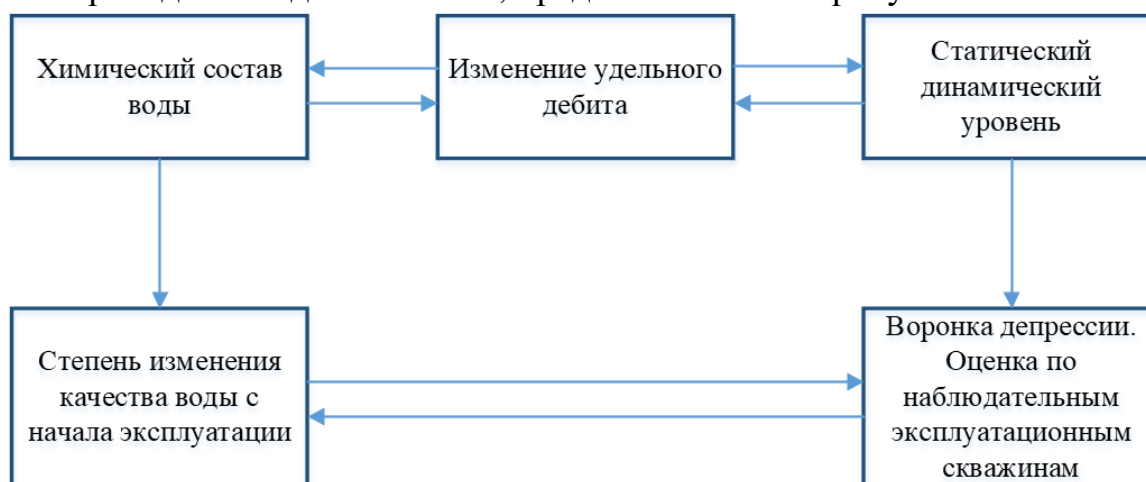 Химический состав
воды
Изменение удельного
дебита
Статический
динамический
уровень
Степень изменения
качества воды с
начала эксплуатации
Воронка депрессии.
Оценка по
наблюдательным
эксплуатационным
скважинам